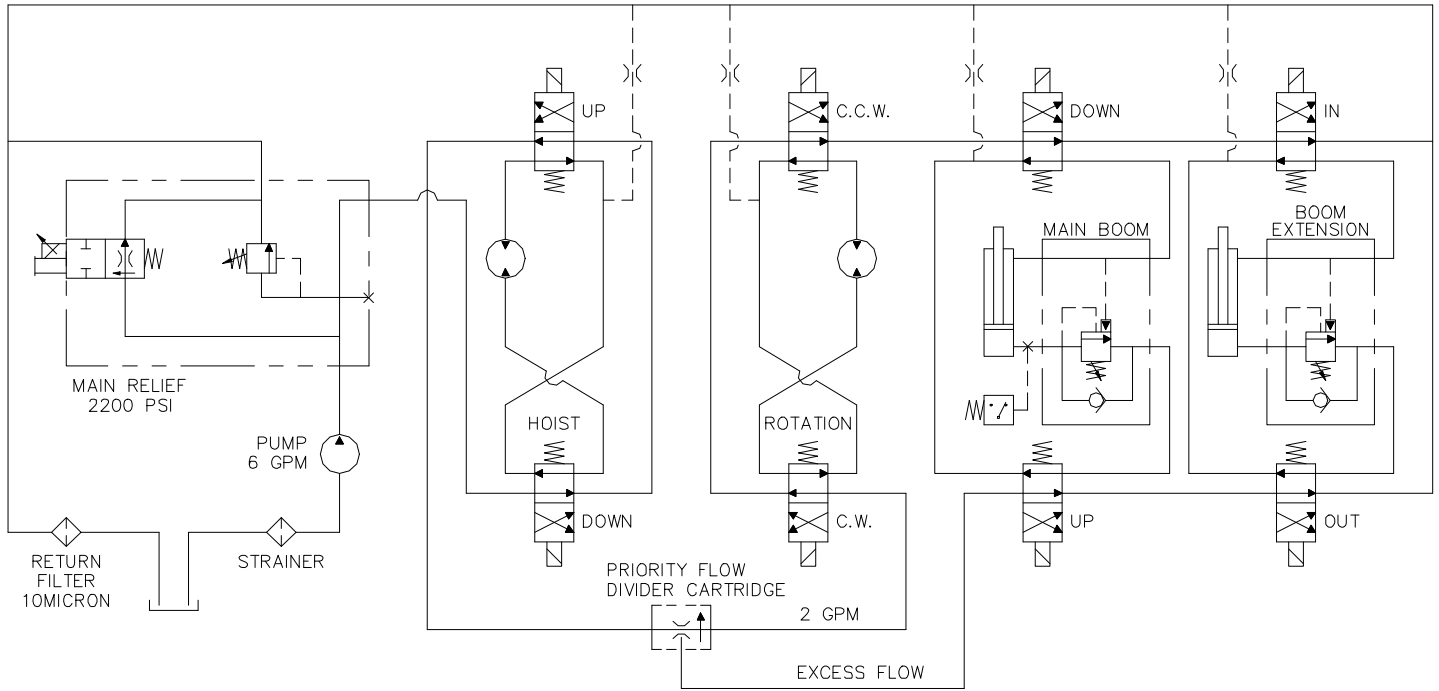 UP
C.C.W.
DOWN
IN
MAIN BOOM
BOOM
EXTENSION
MAIN RELIEF
2200 PSI
HOIST
ROTATION
PUMP
6 GPM
DOWN
C.W.
UP
OUT
RETURN
FILTER
10MICRON
STRAINER
PRIORITY FLOW
DIVIDER CARTRIDGE
2 GPM
EXCESS FLOW